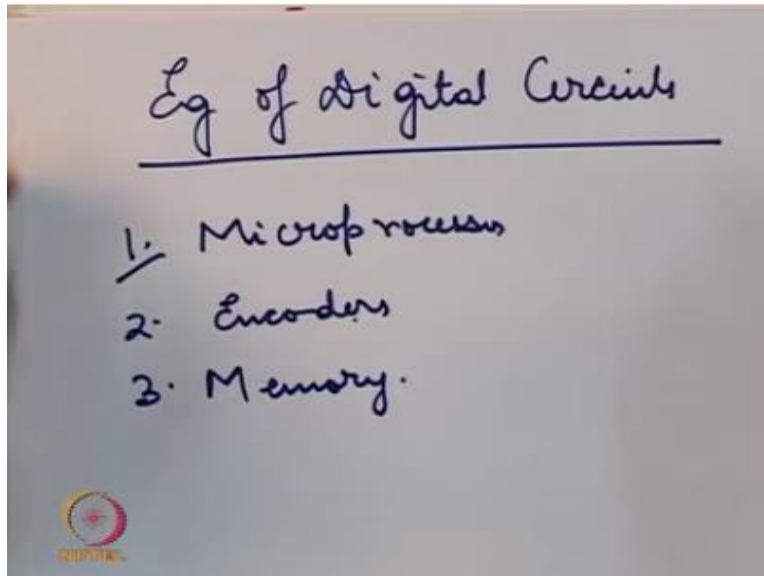 Eg of Digital Circuits
1. Microprocessors
2. Encoders
3. Memory.